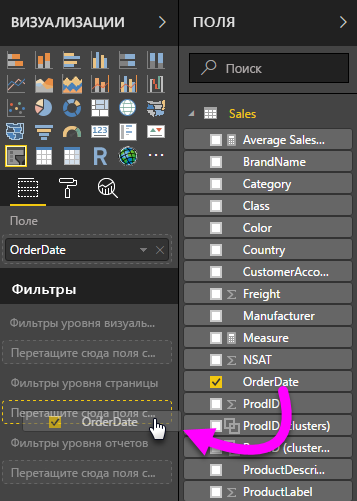 ВИЗУАЛИЗАЦИИ
Поле
OrderDate
Фильтры
Фильтры уровня визуаль...
Перетащите сюда поля с...
Фильтры уровня страницы
Перетащите сюда поля с...
OrderDate
Фильтры уровня отчетов
Перетащите сюда поля с...
ПОЛЯ
Поиск
Sales
Average Sales...
BrandName
Category
Class
Color
Country
CustomerAcco...
Freight
Manufacturer
Measure
NSAT
OrderDate
ProdID
ProdID (clusters)
(cluster...
ProductDescri...
ProductLabel
123
R